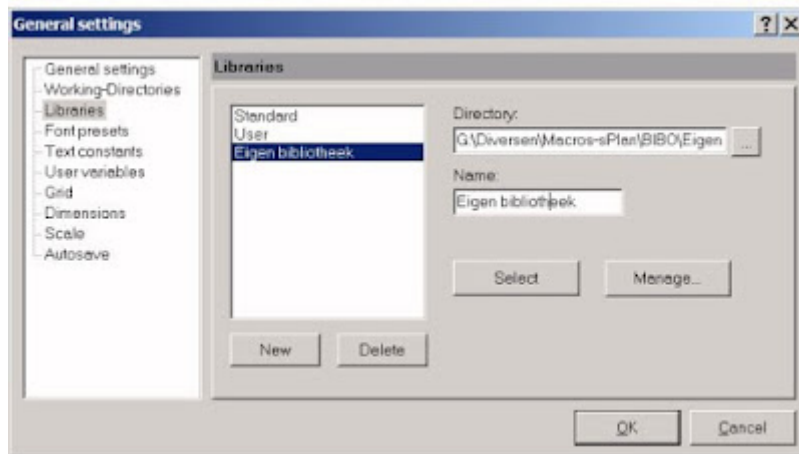 General settings
General settings
Working-Directories
Libraries
Font presets
Text constants
User variables
Grid
Dimensions
Scale
Autosave
Libraries
Standard
User
Eigen bibliotheek
New
Delete
Directory:
G:\Diversen\Macros-sPlan\BIBO\Eigen
...
Name:
Eigen bibliotheek
Select
Manage...
OK
Cancel